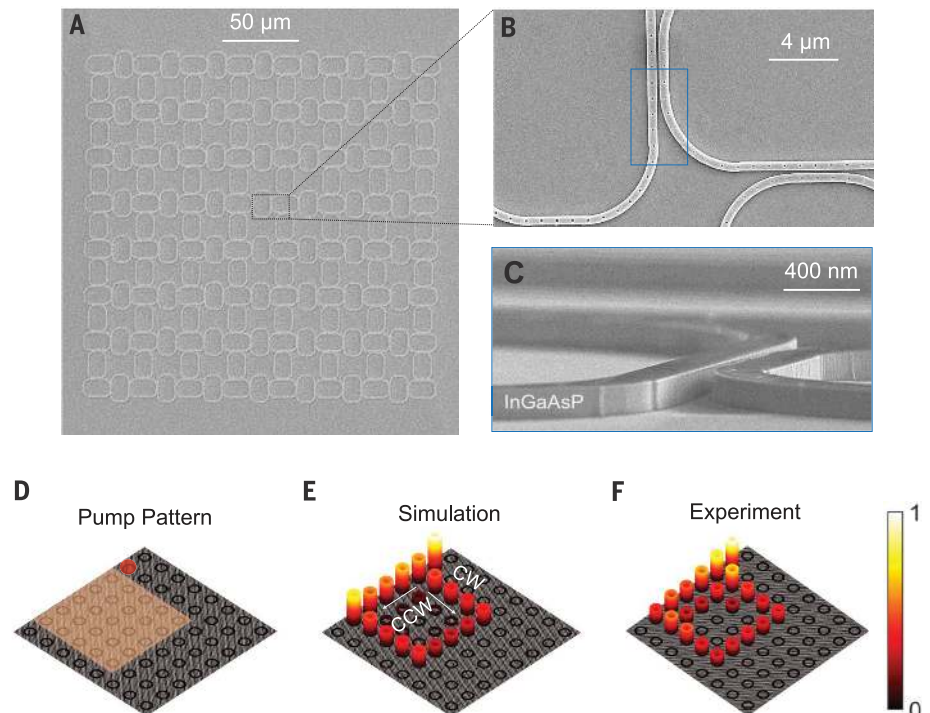 A
50 µm
B
4 µm
C
400 nm
InGaAsP
D
Pump Pattern
E
Simulation
CW
CCW
F
Experiment
1
0